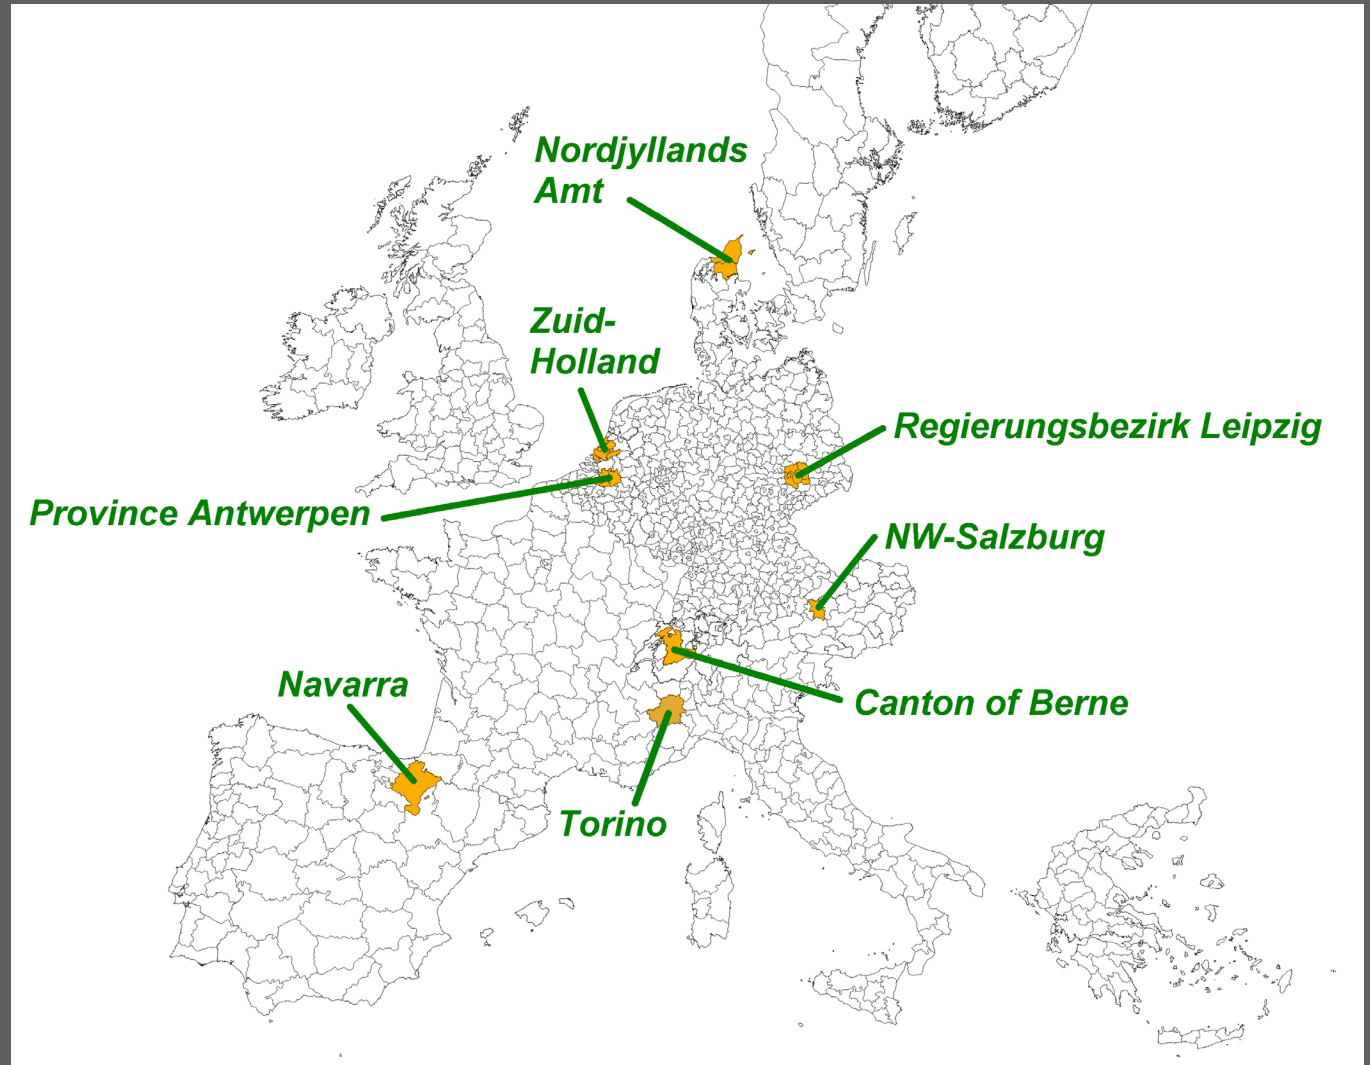 Nordjyllands
Amt
Zuid-
Holland
Regierungsbezirk Leipzig
Province Antwerpen
NW-Salzburg
Navarra
Canton of Berne
Torino